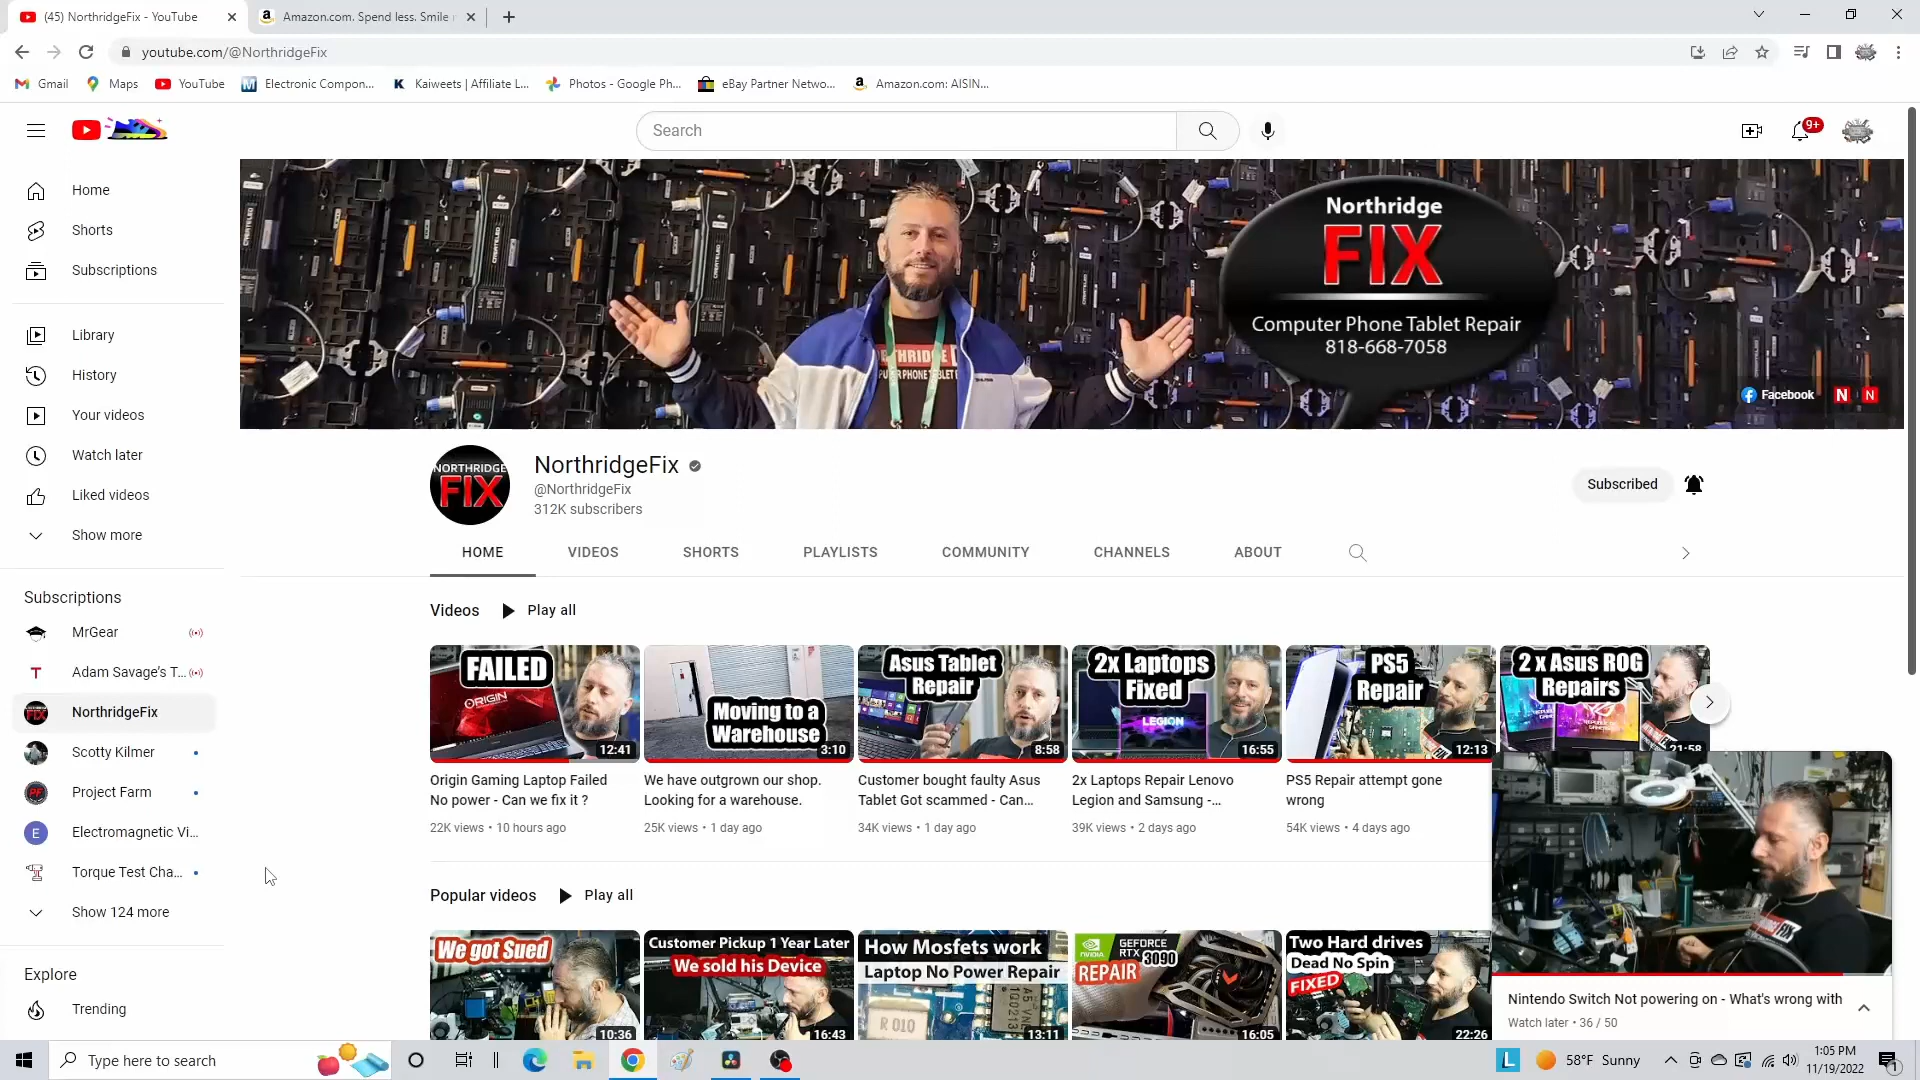 (45) NorthridgeFix - YouTube
Amazon.com. Spend less. Smile
youtube.com/@NorthridgeFix
Gmail
Maps
YouTube
Electronic Compon...
Kaiweets | Affiliate L...
Photos - Google Ph...
eBay Partner Netwo...
Amazon.com: AISIN...
Search
9+
Home
Shorts
Subscriptions
Library
History
Your videos
Watch later
Liked videos
Show more
Subscriptions
MrGear
Adam Savage's T...
NorthridgeFix
Scotty Kilmer
Project Farm
Electromagnetic Vi...
Torque Test Cha...
Show 124 more
Explore
Trending
Northridge
FIX
Computer Phone Tablet Repair
818-668-7058
Facebook
NORTHRIDGE
FIX
NorthridgeFix
@NorthridgeFix
312K subscribers
Subscribed
HOME
VIDEOS
SHORTS
PLAYLISTS
COMMUNITY
CHANNELS
ABOUT
Videos
Play all
FAILED
ORIGIN
12:41
Moving to a
Warehouse
3:10
Asus Tablet
Repair
8:58
2x Laptops
Fixed
LEGION
16:55
PS5
Repair
12:13
2 x Asus ROG
Repairs
21:58
Origin Gaming Laptop Failed
No power - Can we fix it ?
22K views • 10 hours ago
We have outgrown our shop.
Looking for a warehouse.
25K views • 1 day ago
Customer bought faulty Asus
Tablet Got scammed - Can...
34K views • 1 day ago
2x Laptops Repair Lenovo
Legion and Samsung -...
39K views • 2 days ago
PS5 Repair attempt gone
wrong
54K views • 4 days ago
Popular videos
Play all
We got Sued
10:36
Customer Pickup 1 Year Later
We sold his Device
16:43
How Mosfets work
Laptop No Power Repair
R 010
13:11
NVIDIA
GEFORCE
RTX
3090
REPAIR
16:05
Two Hard drives
Dead No Spin
FIXED
22:26
Nintendo Switch Not powering on - What's wrong with
Watch later • 36 / 50
Type here to search
58°F Sunny
1:05 PM
11/19/2022